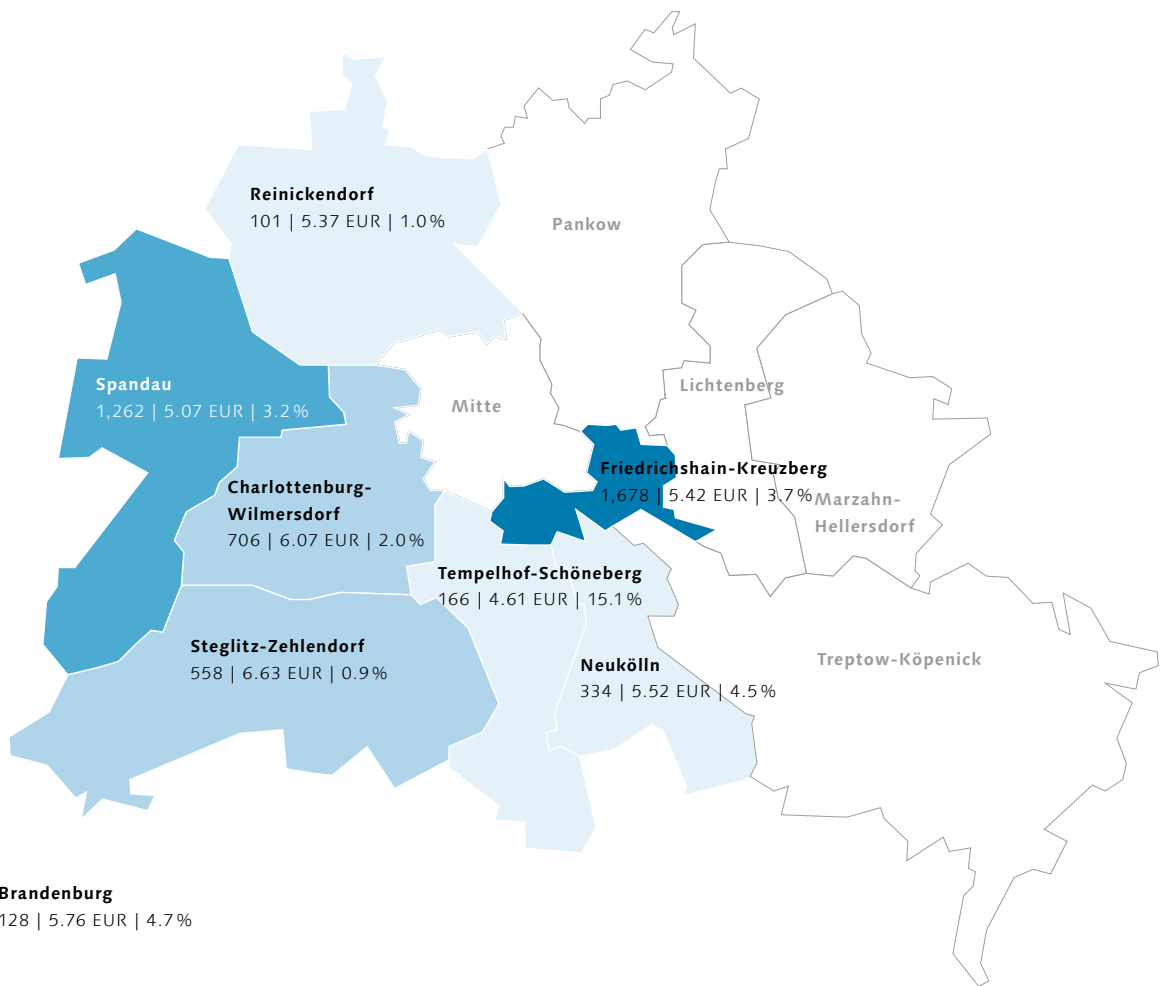 Reinickendorf
101 | 5.37 EUR | 1.0 %
Pankow
Spandau
1,262 | 5.07 EUR | 3.2 %
Mitte
Lichtenberg
Friedrichshain-Kreuzberg
1,678 | 5.42 EUR | 3.7 %
Charlottenburg-
Wilmersdorf
706 | 6.07 EUR | 2.0 %
Marzahn-
Hellersdorf
Tempelhof-Schöneberg
166 | 4.61 EUR | 15.1 %
Steglitz-Zehlendorf
558 | 6.63 EUR | 0.9 %
Neukölln
334 | 5.52 EUR | 4.5 %
Treptow-Köpenick
Brandenburg
128 | 5.76 EUR | 4.7 %